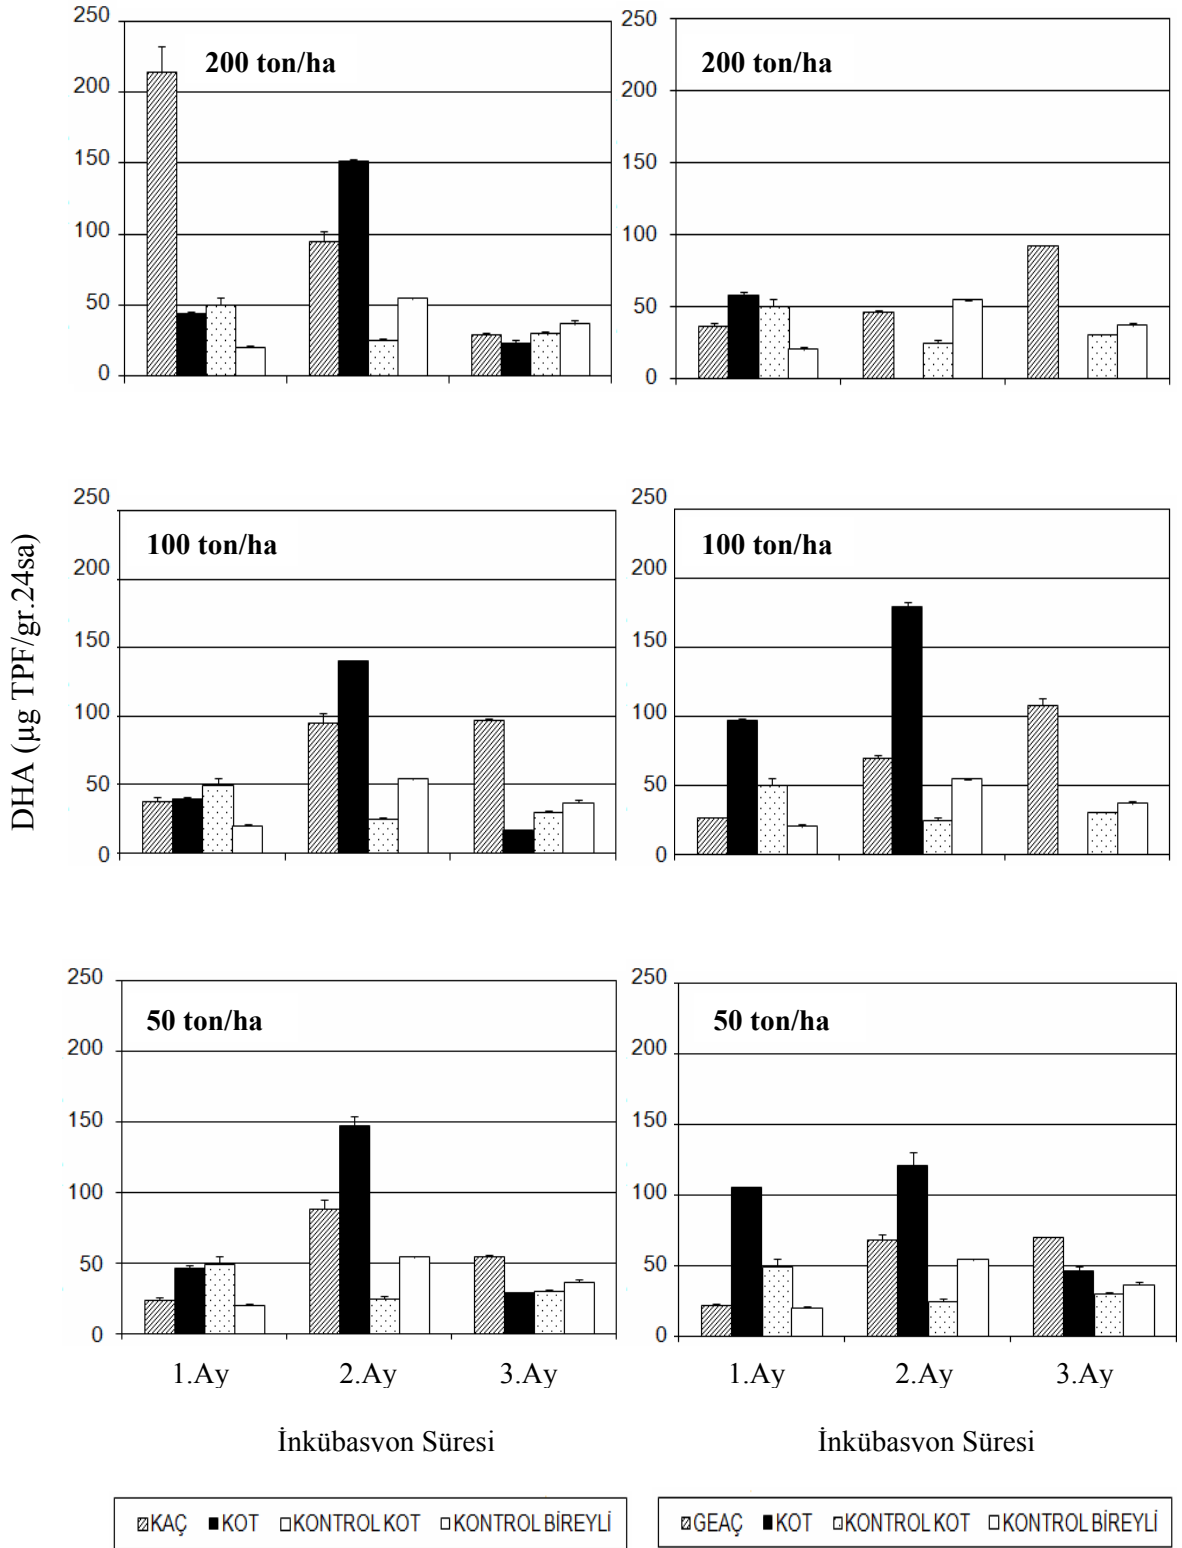 250
200
150
100
50
0
200 ton/ha
250
200
150
100
50
0
200 ton/ha
DHA (µg TPF/gr.24sa)
250
200
150
100
50
0
100 ton/ha
250
200
150
100
50
0
100 ton/ha
250
200
150
100
50
0
50 ton/ha
1.Ay 2.Ay 3.Ay
İnkübasvon Süresi
250
200
150
100
50
0
50 ton/ha
1.Ay 2.Ay 3.Ay
İnkübasvon Süresi
KAÇ KOT KONTROL KOT KONTROL BİREYLİ
GEAÇ KOT KONTROL KOT KONTROL BİREYLİ